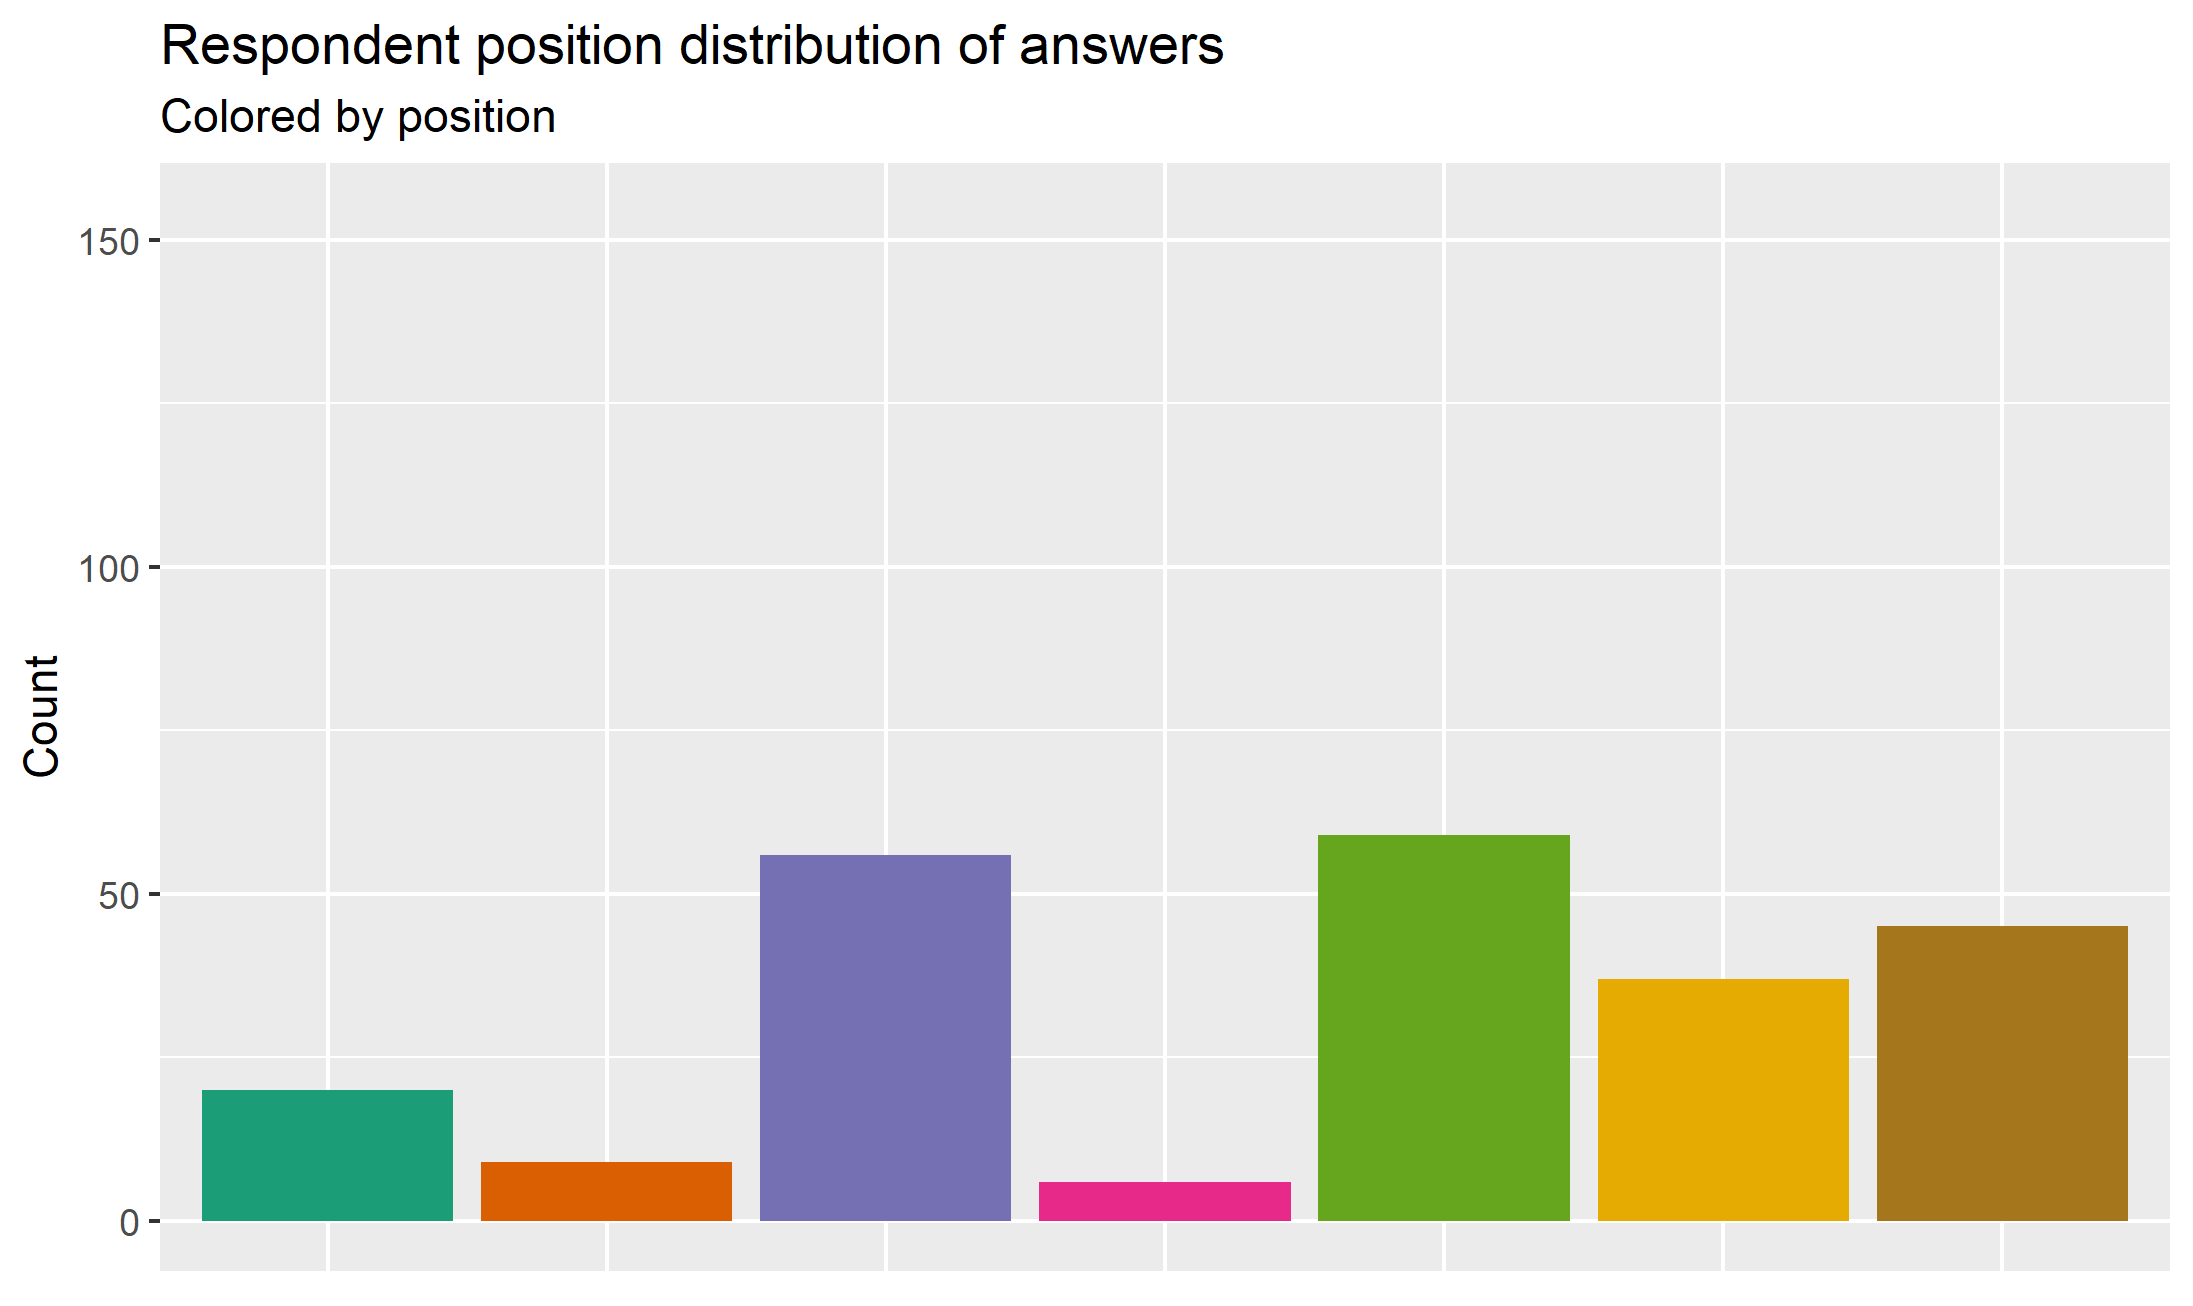 Respondent position distribution of answers
Colored by position
150
100
50
0
Count